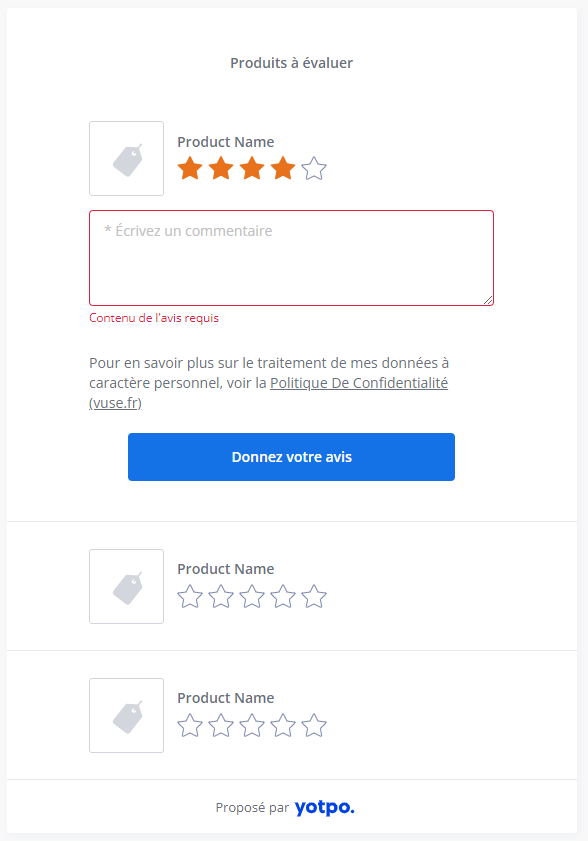 Produits à évaluer
Product Name
* Écrivez un commentaire
Contenu de l'avis requis
Pour en savoir plus sur le traitement de mes données à
caractère personnel, voir la Politique De Confidentialité
(vuse.fr)
Donnez votre avis
Product Name
Product Name
Proposé par yotpo.